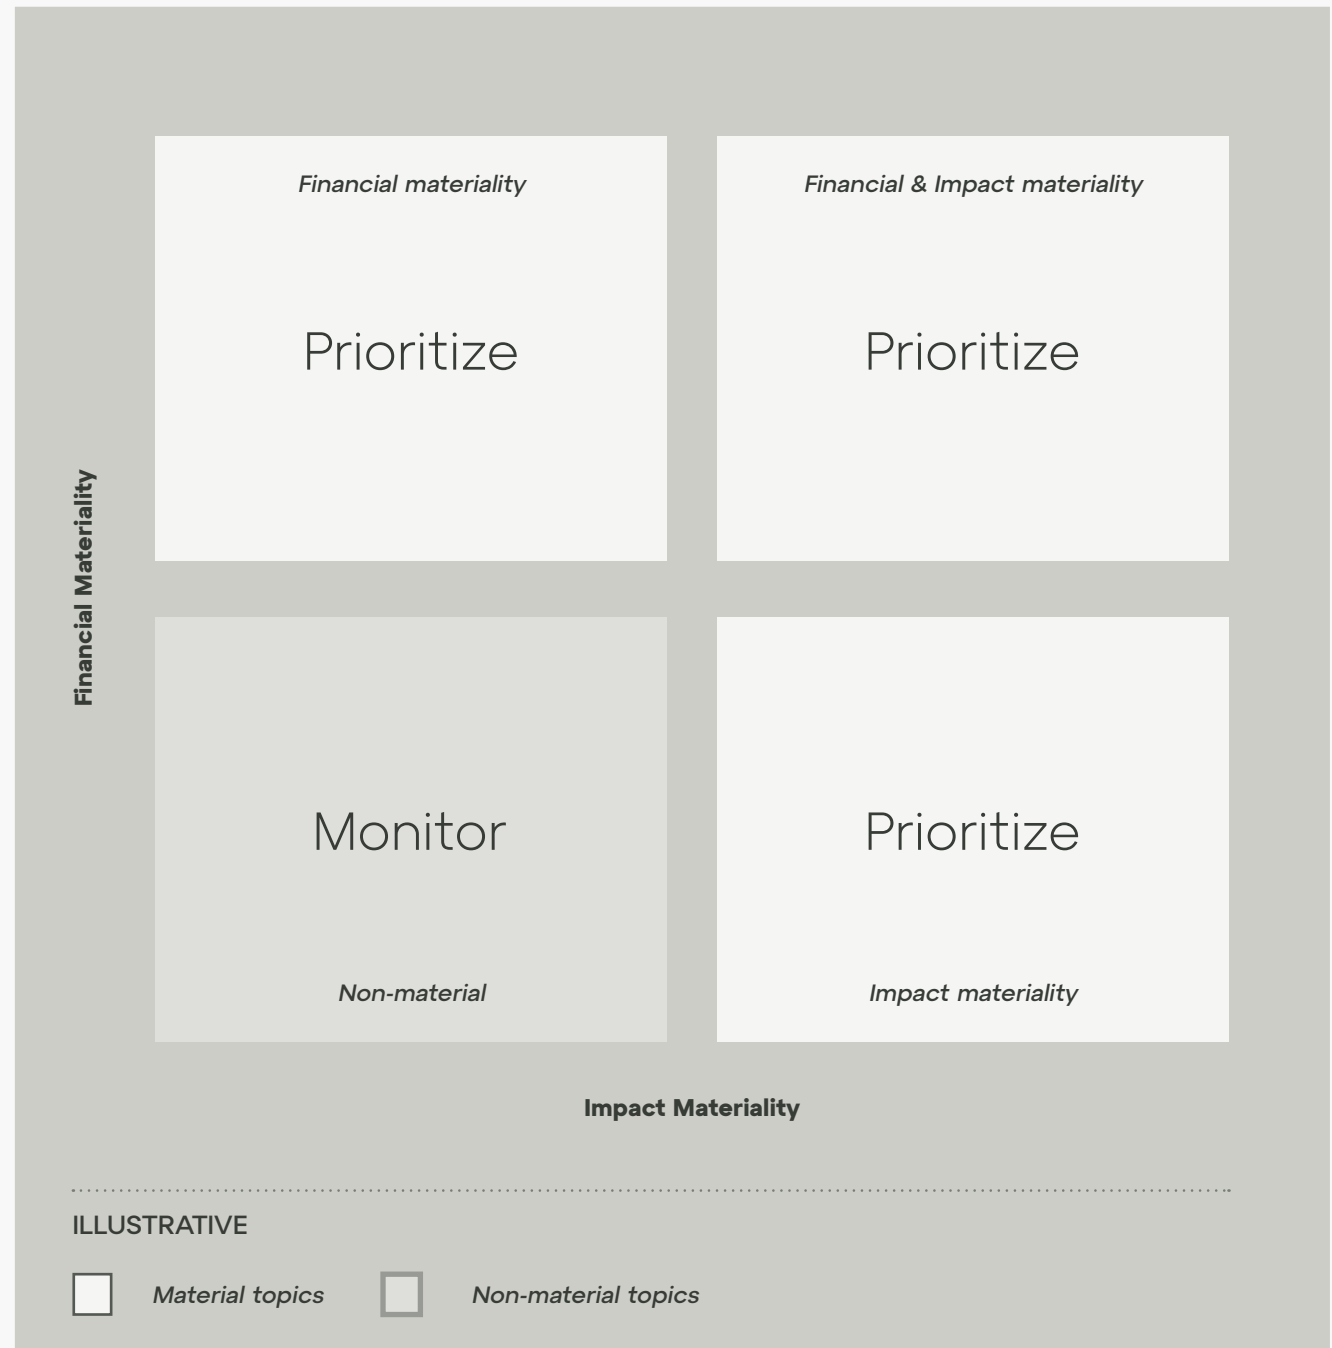 Financial materiality
Financial & Impact materiality
Prioritize
Prioritize
Financial Materiality
Monitor
Prioritize
Non-material
Impact materiality
Impact Materiality
ILLUSTRATIVE
Material topics
Non-material topics